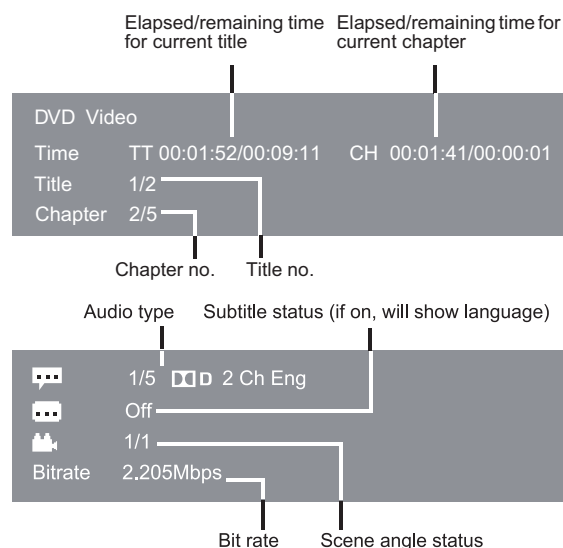 Elapsed/remaining time for current title
Elapsed/remaining time for current chapter
DVD Video
Time TT 00:01:52/00:09:11 CH 00:01:41/00:00:01
Title 1/2
Chapter 2/5
Chapter no. Title no.
Audio type Subtitle status (if on, will show language)
1/5 D 2 Ch Eng
Off
1/1
Bitrate 2.205Mbps
Bit rate Scene angle status